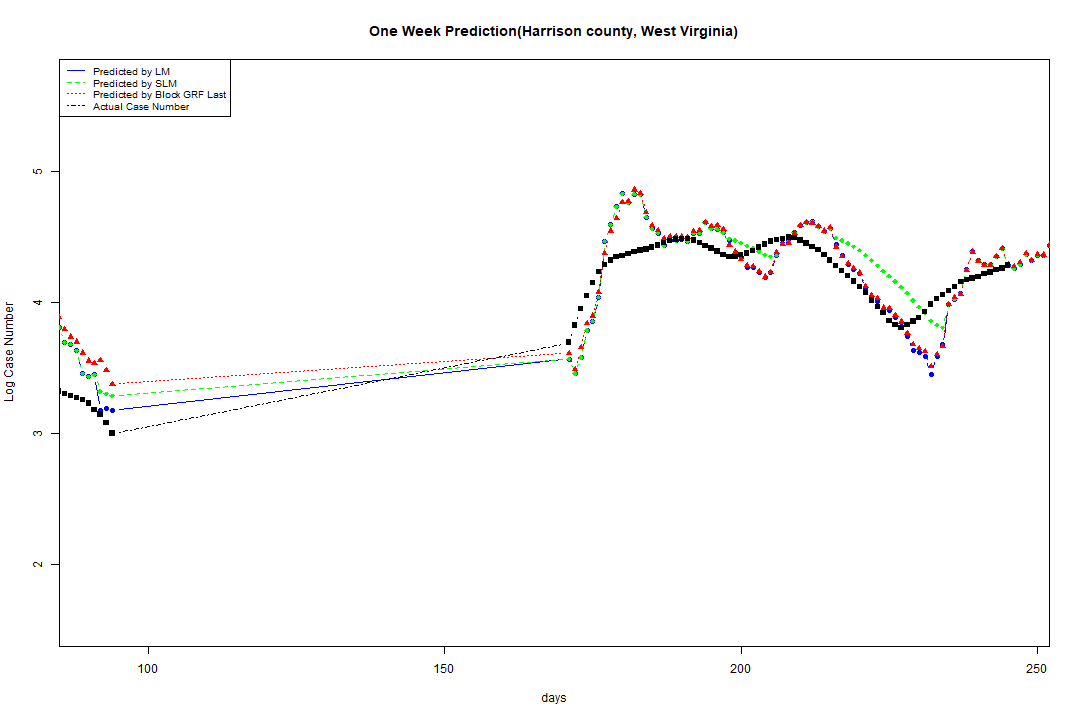 One Week Prediction(Harrison county, West Virginia)
Predicted by LM
Predicted by SLM
Predicted by Block GRF Last
Actual Case Number
5
4
3
2
Log Case Number
100 150 200 250
days